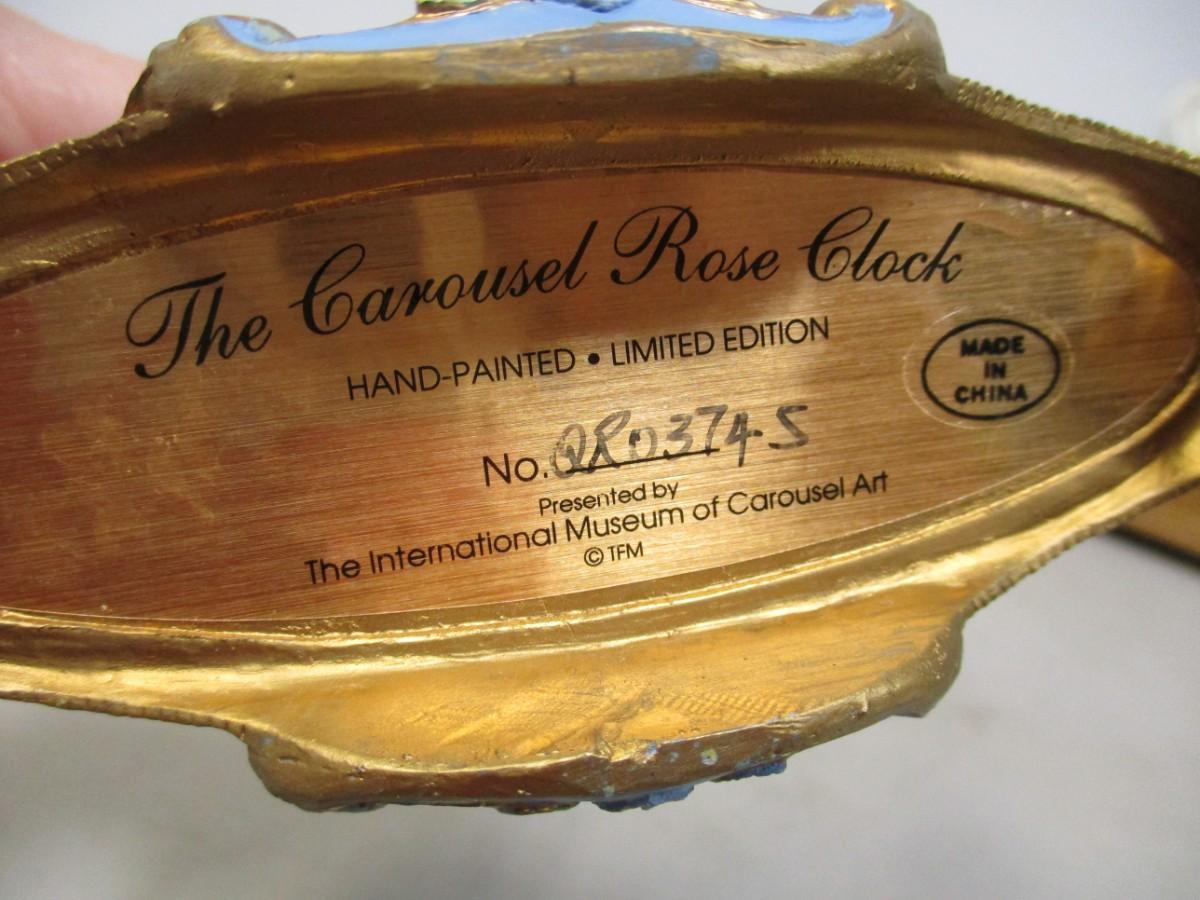 The Carousel Rose Clock
HAND-PAINTED • LIMITED EDITION
No. QR0374-S
Presented by
The International Museum of Carousel Art
© TFM
MADE
IN
CHINA